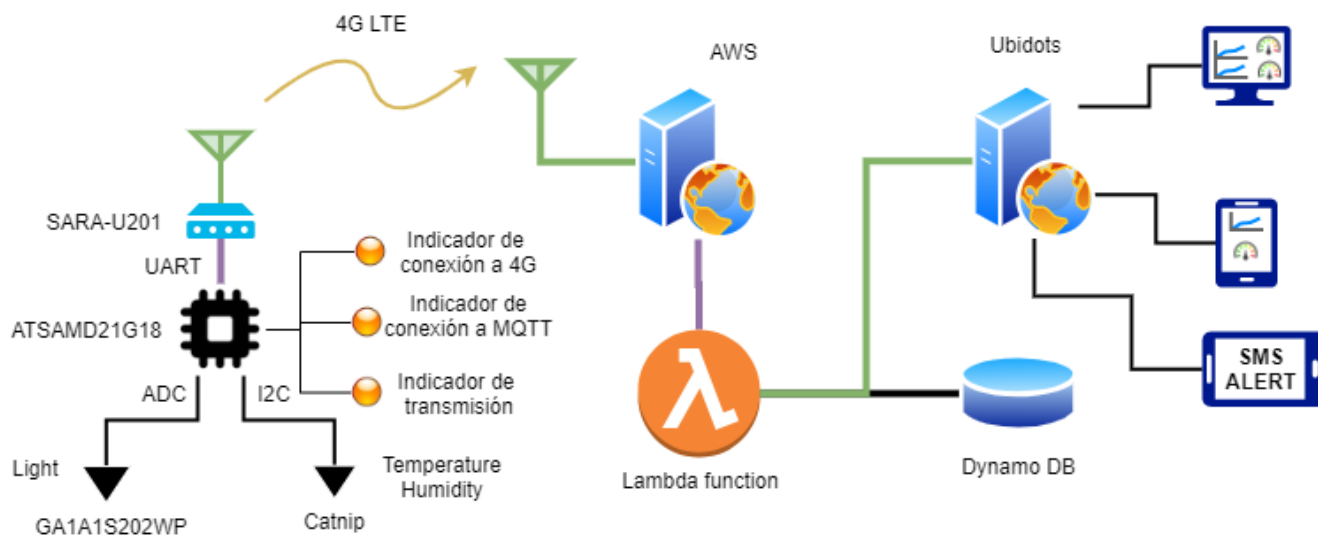 4G LTE
AWS
Ubidots
SARA-U201
UART
Indicador de
conexión a 4G
Indicador de
conexión a MQTT
ATSAMD21G18
Indicador de
transmisión
ADC
I2C
Light
GA1A1S202WP
Temperature
Humidity
Catnip
Lambda function
Dynamo DB
SMS
ALERT